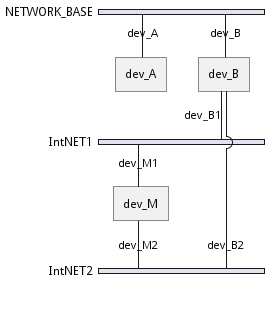 NETWORK_BASE
dev_A
dev_B
dev_A
dev_B
dev_B1
IntNET1
dev_M1
dev_M
dev_M2
dev_B2
IntNET2